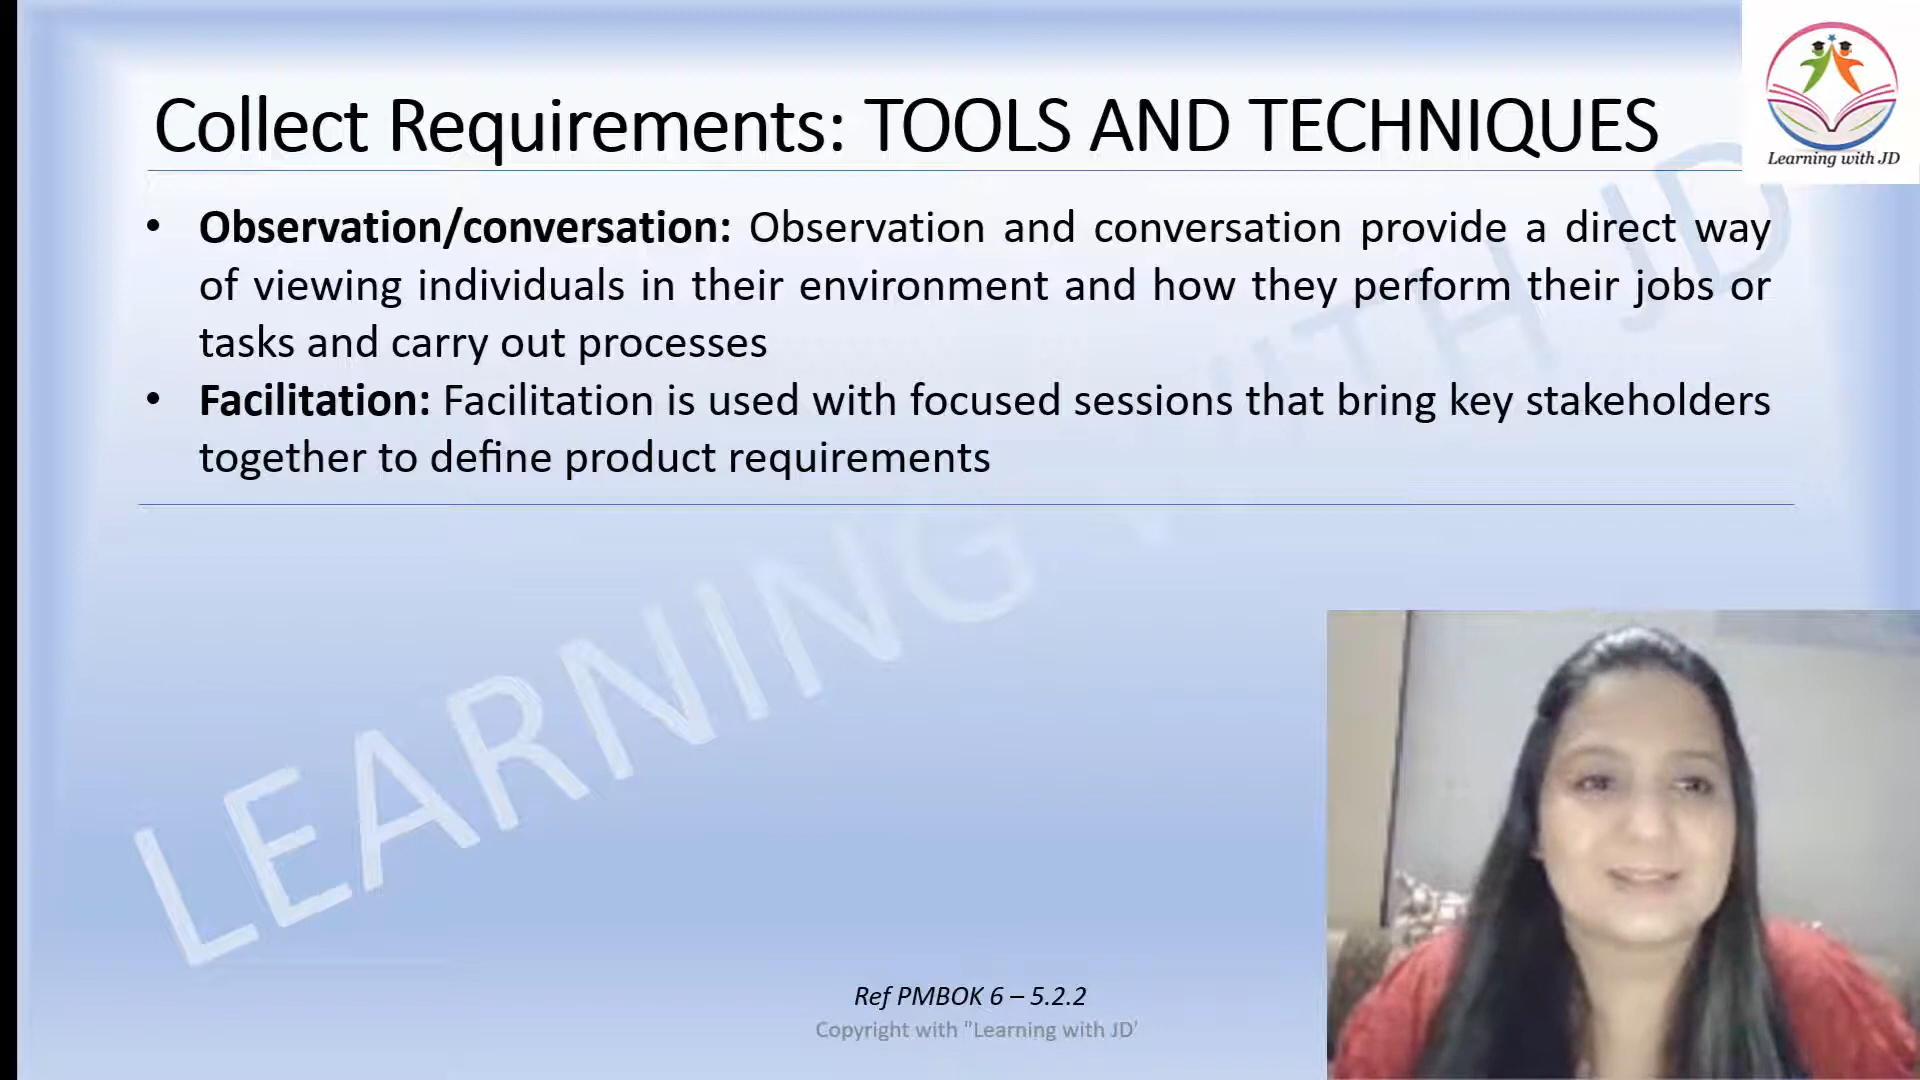 Collect Requirements: TOOLS AND TECHNIQUES
Learning with JD
• Observation/conversation: Observation and conversation provide a direct way
of viewing individuals in their environment and how they perform their jobs or
tasks and carry out processes
• Facilitation: Facilitation is used with focused sessions that bring key stakeholders
together to define product requirements
LEARNING WITH JD
Ref PMBOK 6 – 5.2.2
Copyright with "Learning with JD'